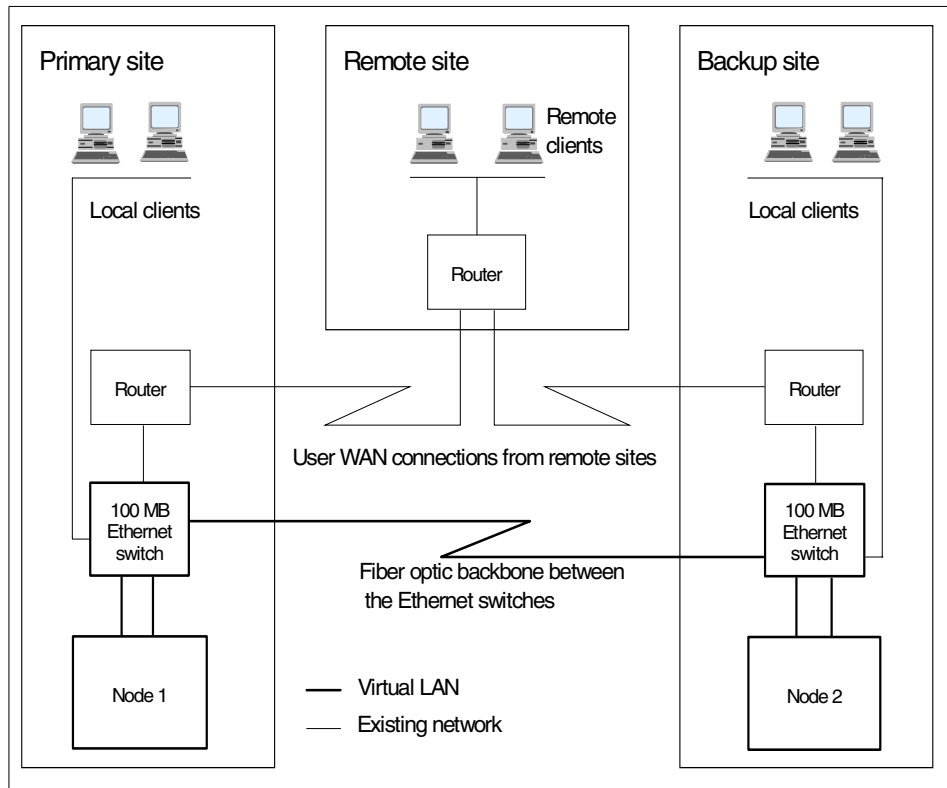 Primary site
Remote site
Backup site
Remote
clients
Local clients
Local clients
Router
Router
Router
User WAN connections from remote sites
100 MB
Ethernet
switch
100 MB
Ethernet
switch
Fiber optic backbone between
the Ethernet switches
Node 1
Node 2
Virtual LAN
Existing network